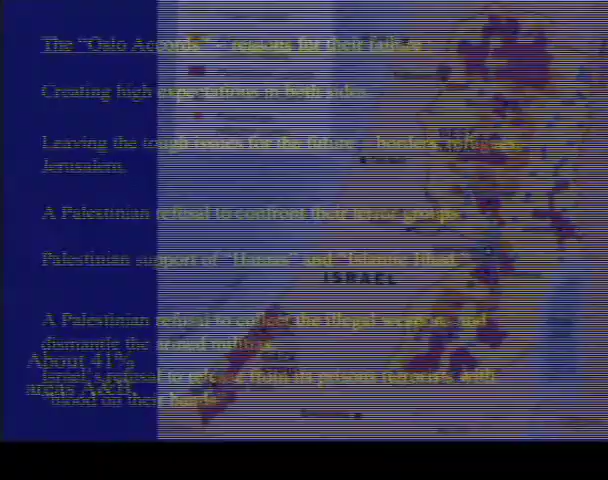 The "Oslo Accords" – reasons for their failure :
Creating high expectations in both sides.
Leaving the tough issues for the future – borders, refugees,
Jerusalem.
A Palestinian refusal to confront their terror groups.
Palestinian support of "Hamas" and "Islamic Jihad."
ISRAEL
A Palestinian refusal to collect the illegal weapons and
dismantle the armed militias.
About 41%
Israel's refusal to release from its prisons terrorists with
areas A&B.
"blood on their hands